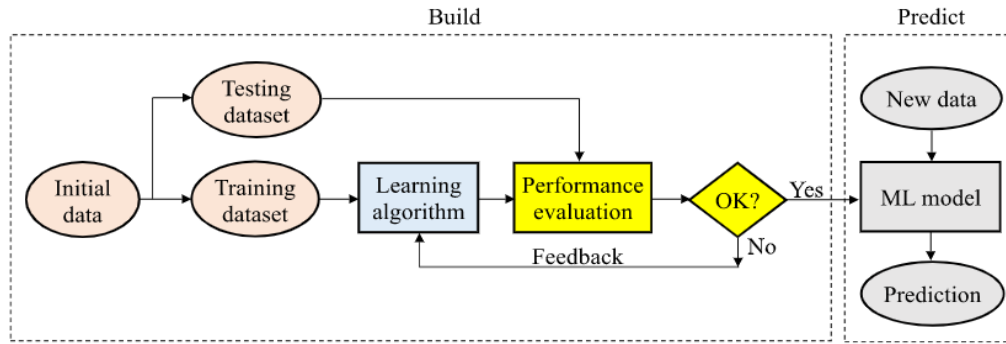 Build
Predict
Testing
dataset
New data
Initial
data
Training
dataset
Learning
algorithm
Performance
evaluation
OK?
Yes
ML model
No
Feedback
Prediction